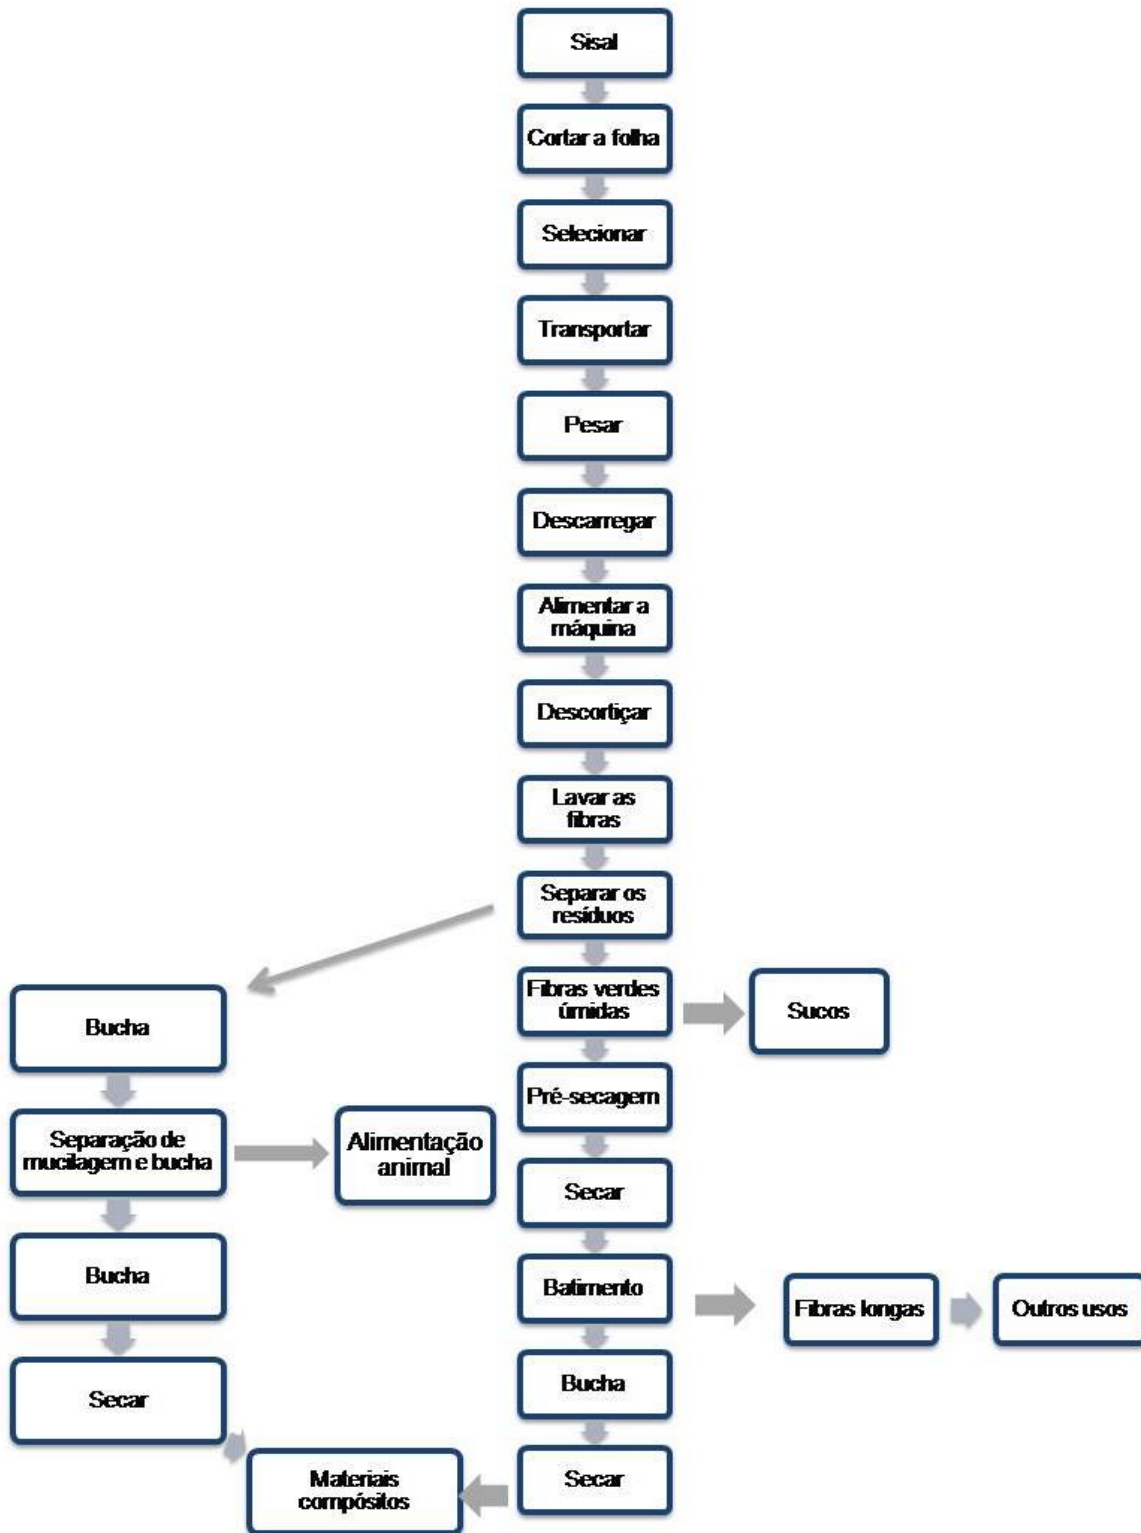 Sisal
Cortar a folha
Selecionar
Transportar
Pesar
Descarregar
Alimentar a
máquina
Descortiçar
Lavar as
fibras
Separar os
resíduos
Fibras verdes
úmidas
Sucos
Pré-secagem
Secar
Batimento
Fibras longas
Outros usos
Bucha
Secar
Bucha
Separação de
mucilagem e bucha
Alimentação
animal
Bucha
Secar
Materiais
compósitos